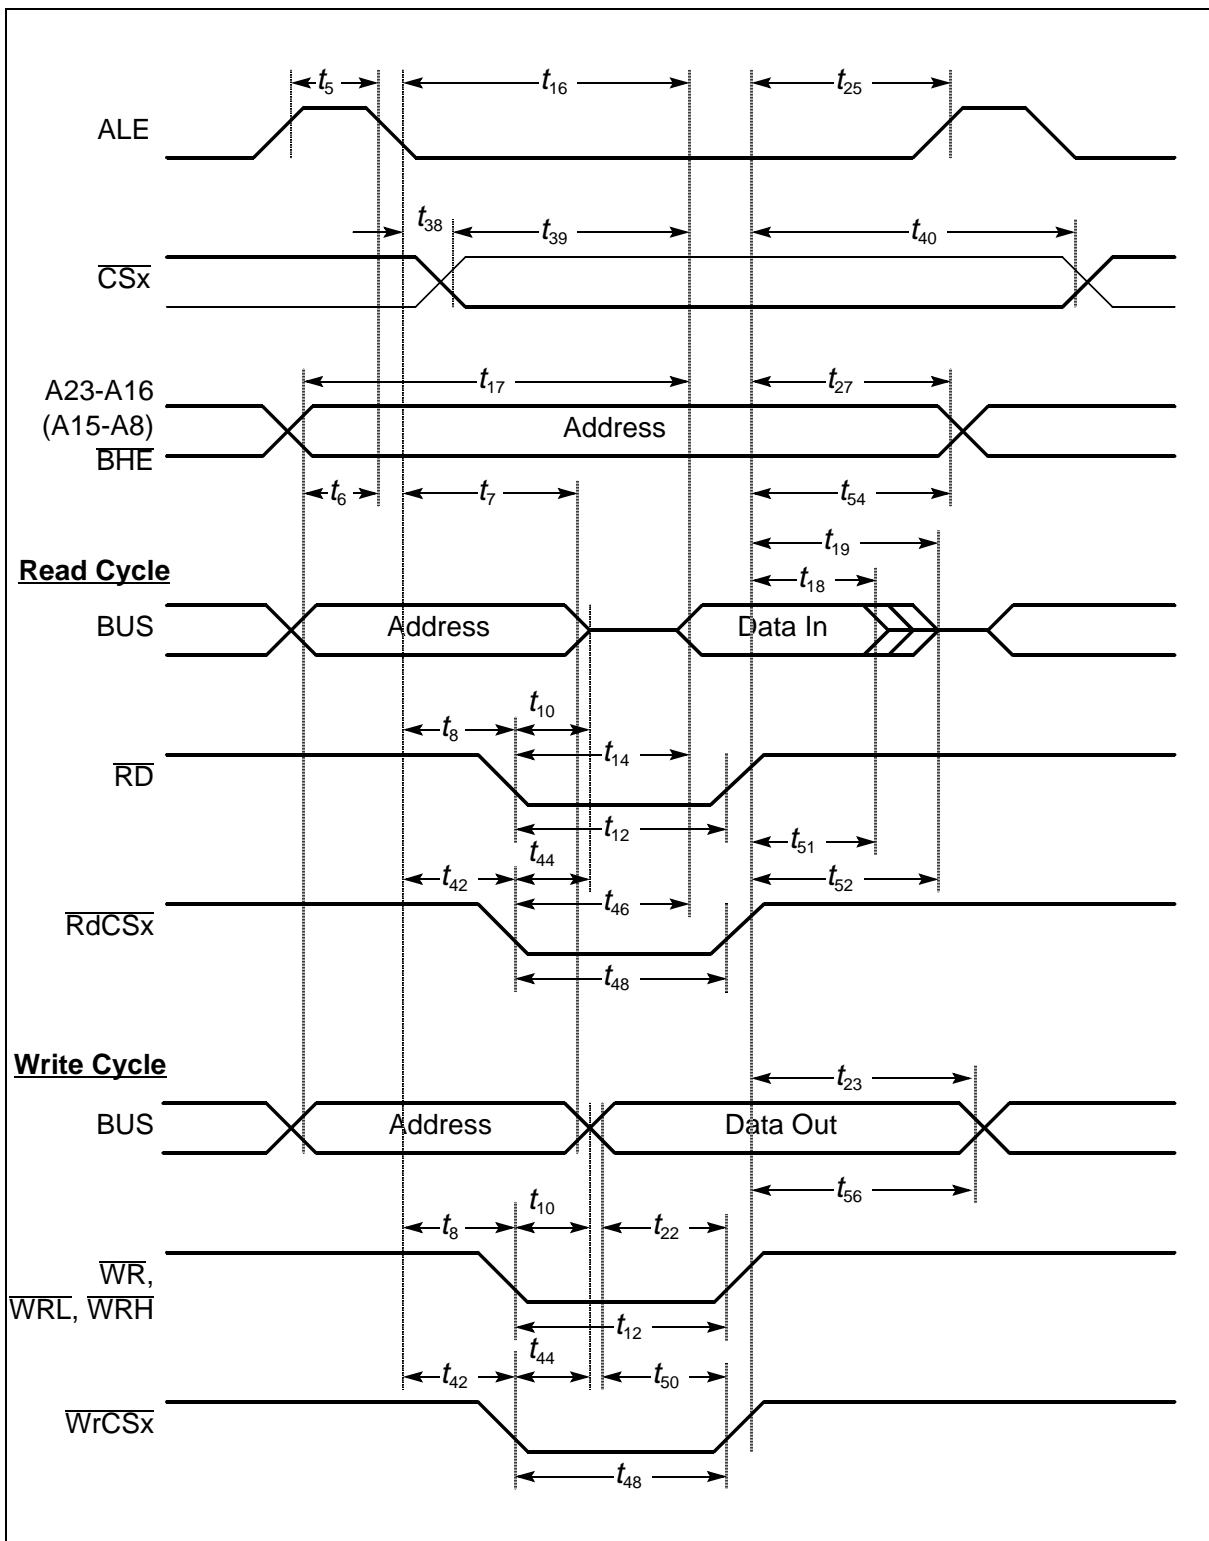 t5 t16 t25
ALE
t38 t39 t40
CSx
t17 t27
A23-A16
(A15-A8) Address
BHE
t6 t7 t54
t19
Read Cycle
t18
BUS Address Data In
t10
t8
t14
RD
t12 t51
t44
t42 t52
t46
RdCSx
t48
Write Cycle
t23
BUS Address Data Out
t56
t10
t8 t22
WR,
WRL, WRH
t12
t44
t42 t50
WrCSx
t48